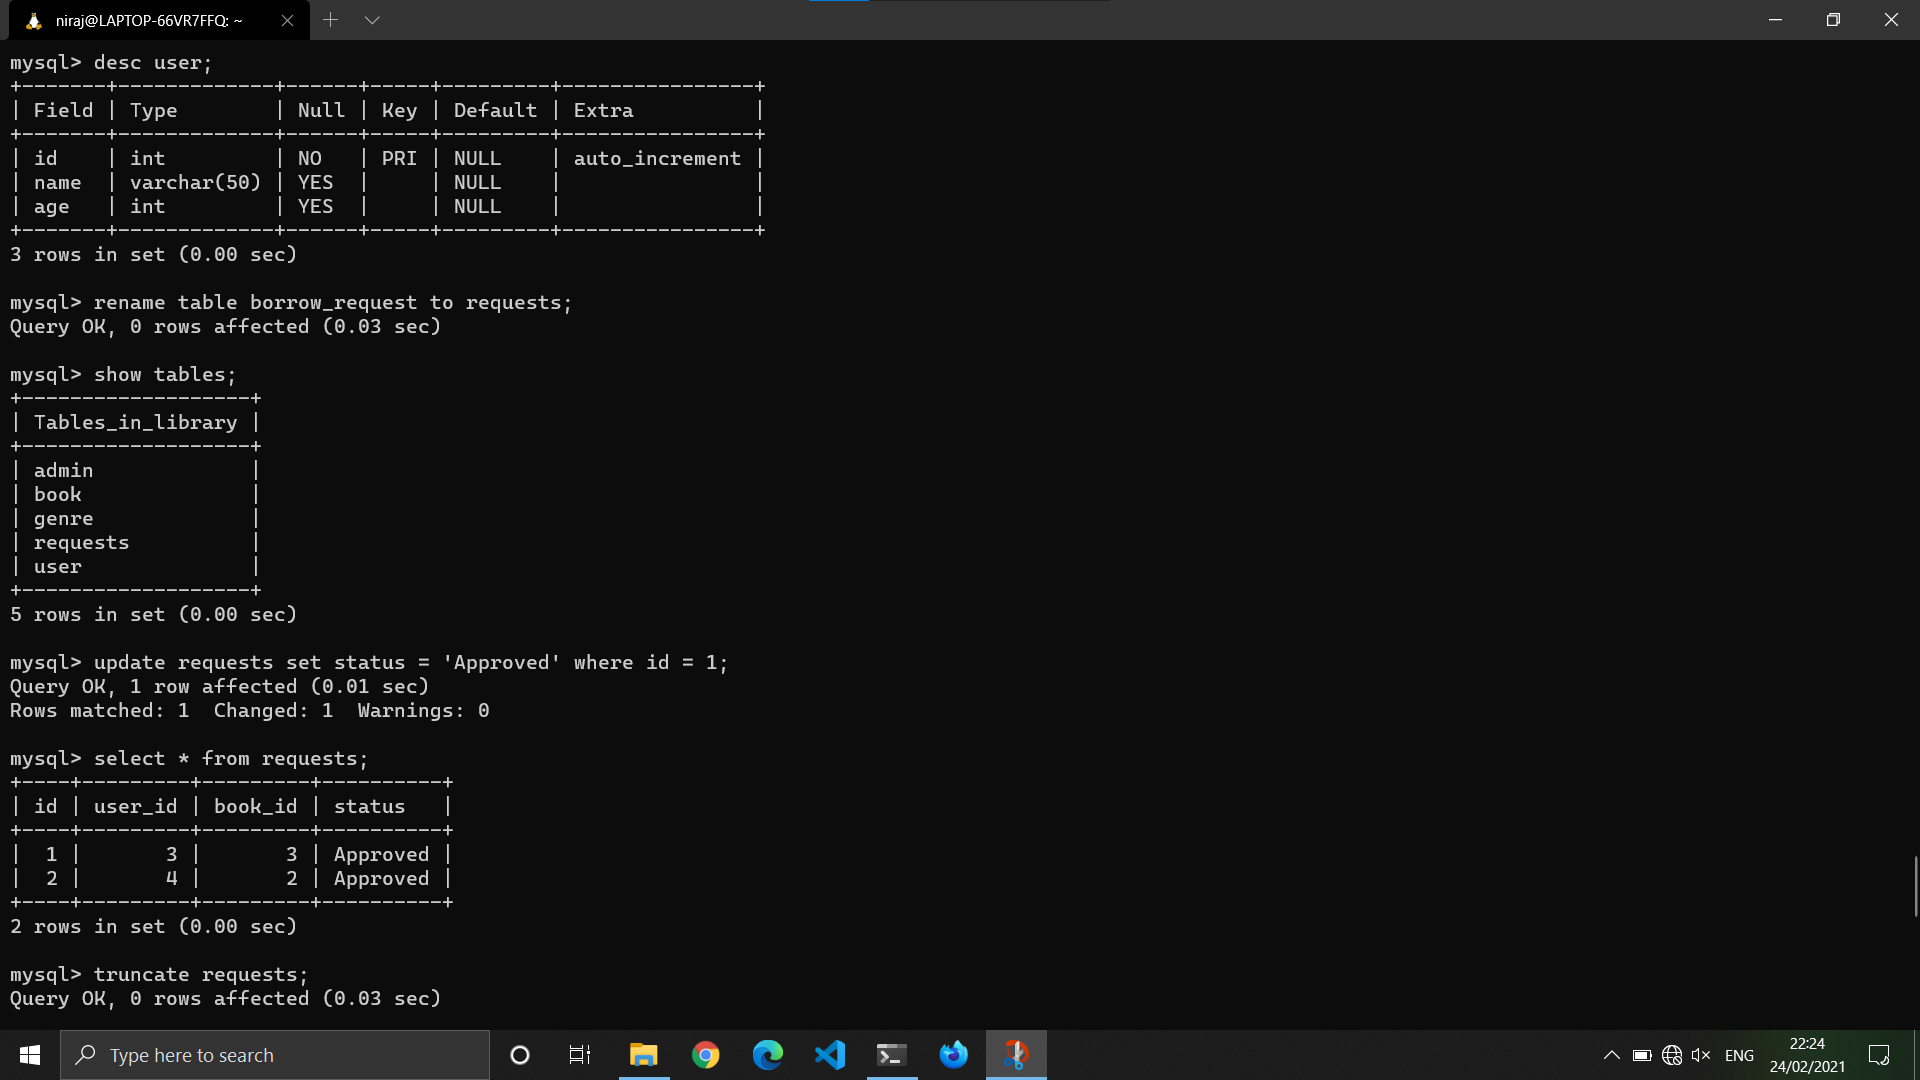 niraj@LAPTOP-66VR7FFQ: ~
mysql> desc user;
+-------+-------------+------+-----+---------+----------------+
| Field | Type        | Null | Key | Default | Extra          |
+-------+-------------+------+-----+---------+----------------+
| id    | int         | NO   | PRI | NULL    | auto_increment |
| name  | varchar(50) | YES  |     | NULL    |                |
| age   | int         | YES  |     | NULL    |                |
+-------+-------------+------+-----+---------+----------------+
3 rows in set (0.00 sec)
mysql> rename table borrow_request to requests;
Query OK, 0 rows affected (0.03 sec)
mysql> show tables;
+-------------------+
| Tables_in_library |
+-------------------+
| admin             |
| book              |
| genre             |
| requests          |
| user              |
+-------------------+
5 rows in set (0.00 sec)
mysql> update requests set status = 'Approved' where id = 1;
Query OK, 1 row affected (0.01 sec)
Rows matched: 1  Changed: 1  Warnings: 0
mysql> select * from requests;
+----+---------+---------+----------+
| id | user_id | book_id | status   |
+----+---------+---------+----------+
|  1 |       3 |       3 | Approved |
|  2 |       4 |       2 | Approved |
+----+---------+---------+----------+
2 rows in set (0.00 sec)
mysql> truncate requests;
Query OK, 0 rows affected (0.03 sec)
Type here to search
ENG
22:24
24/02/2021